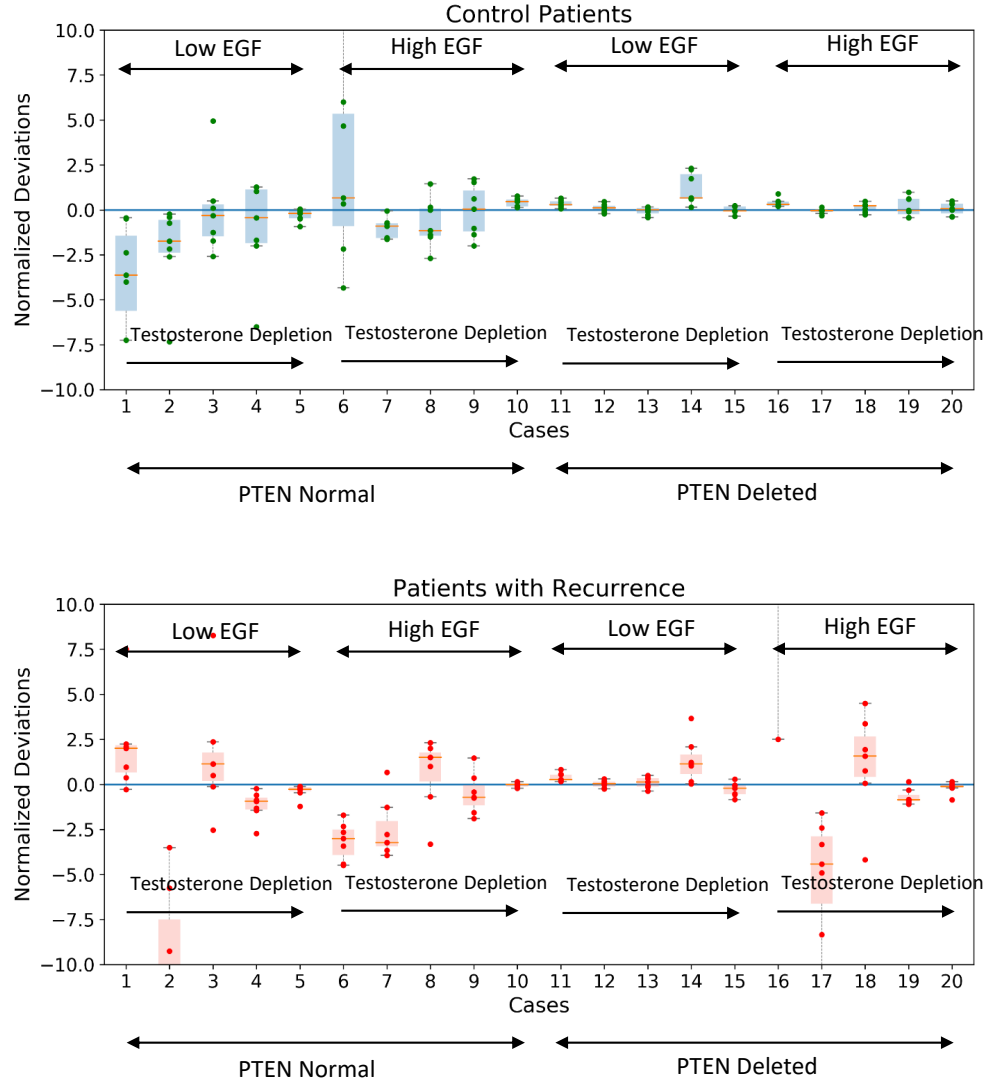 Control Patients
10.0
Low EGF High EGF Low EGF High EGF
7.5
5.0
2.5
0.0
−2.5
−5.0
−7.5
−10.0
Normalized Deviations
Testosterone Depletion Testosterone Depletion Testosterone Depletion Testosterone Depletion
1 2 3 4 5 6 7 8 9 10 11 12 13 14 15 16 17 18 19 20
Cases
PTEN Normal PTEN Deleted
Patients with Recurrence
10.0
Low EGF High EGF Low EGF High EGF
7.5
5.0
2.5
0.0
−2.5
−5.0
−7.5
−10.0
Normalized Deviations
Testosterone Depletion Testosterone Depletion Testosterone Depletion Testosterone Depletion
1 2 3 4 5 6 7 8 9 10 11 12 13 14 15 16 17 18 19 20
Cases
PTEN Normal PTEN Deleted